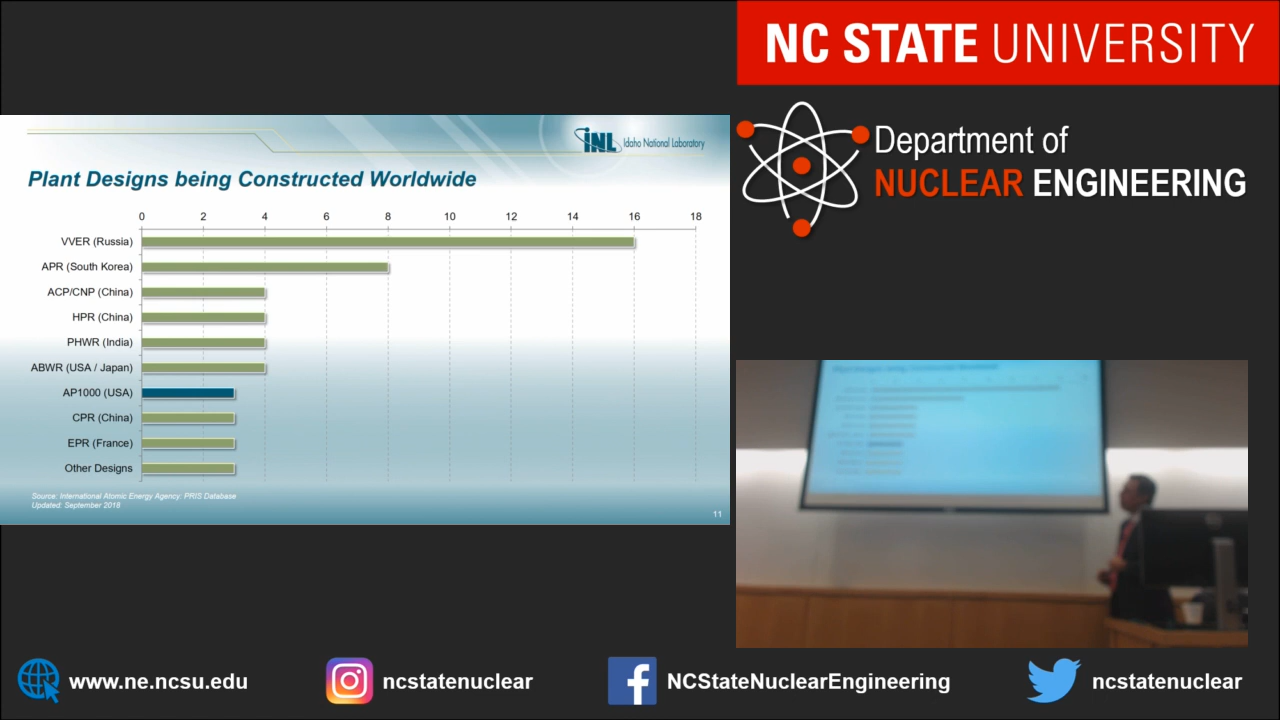 NC STATE UNIVERSITY
Department of
NUCLEAR ENGINEERING
INL Idaho National Laboratory
Plant Designs being Constructed Worldwide
0 2 4 6 8 10 12 14 16 18
VVER (Russia)
APR (South Korea)
ACP/CNP (China)
HPR (China)
PHWR (India)
ABWR (USA / Japan)
AP1000 (USA)
CPR (China)
EPR (France)
Other Designs
Source: International Atomic Energy Agency: PRIS Database
Updated: September 2018
11
www.ne.ncsu.edu
ncstatenuclear
NCStateNuclearEngineering
ncstatenuclear